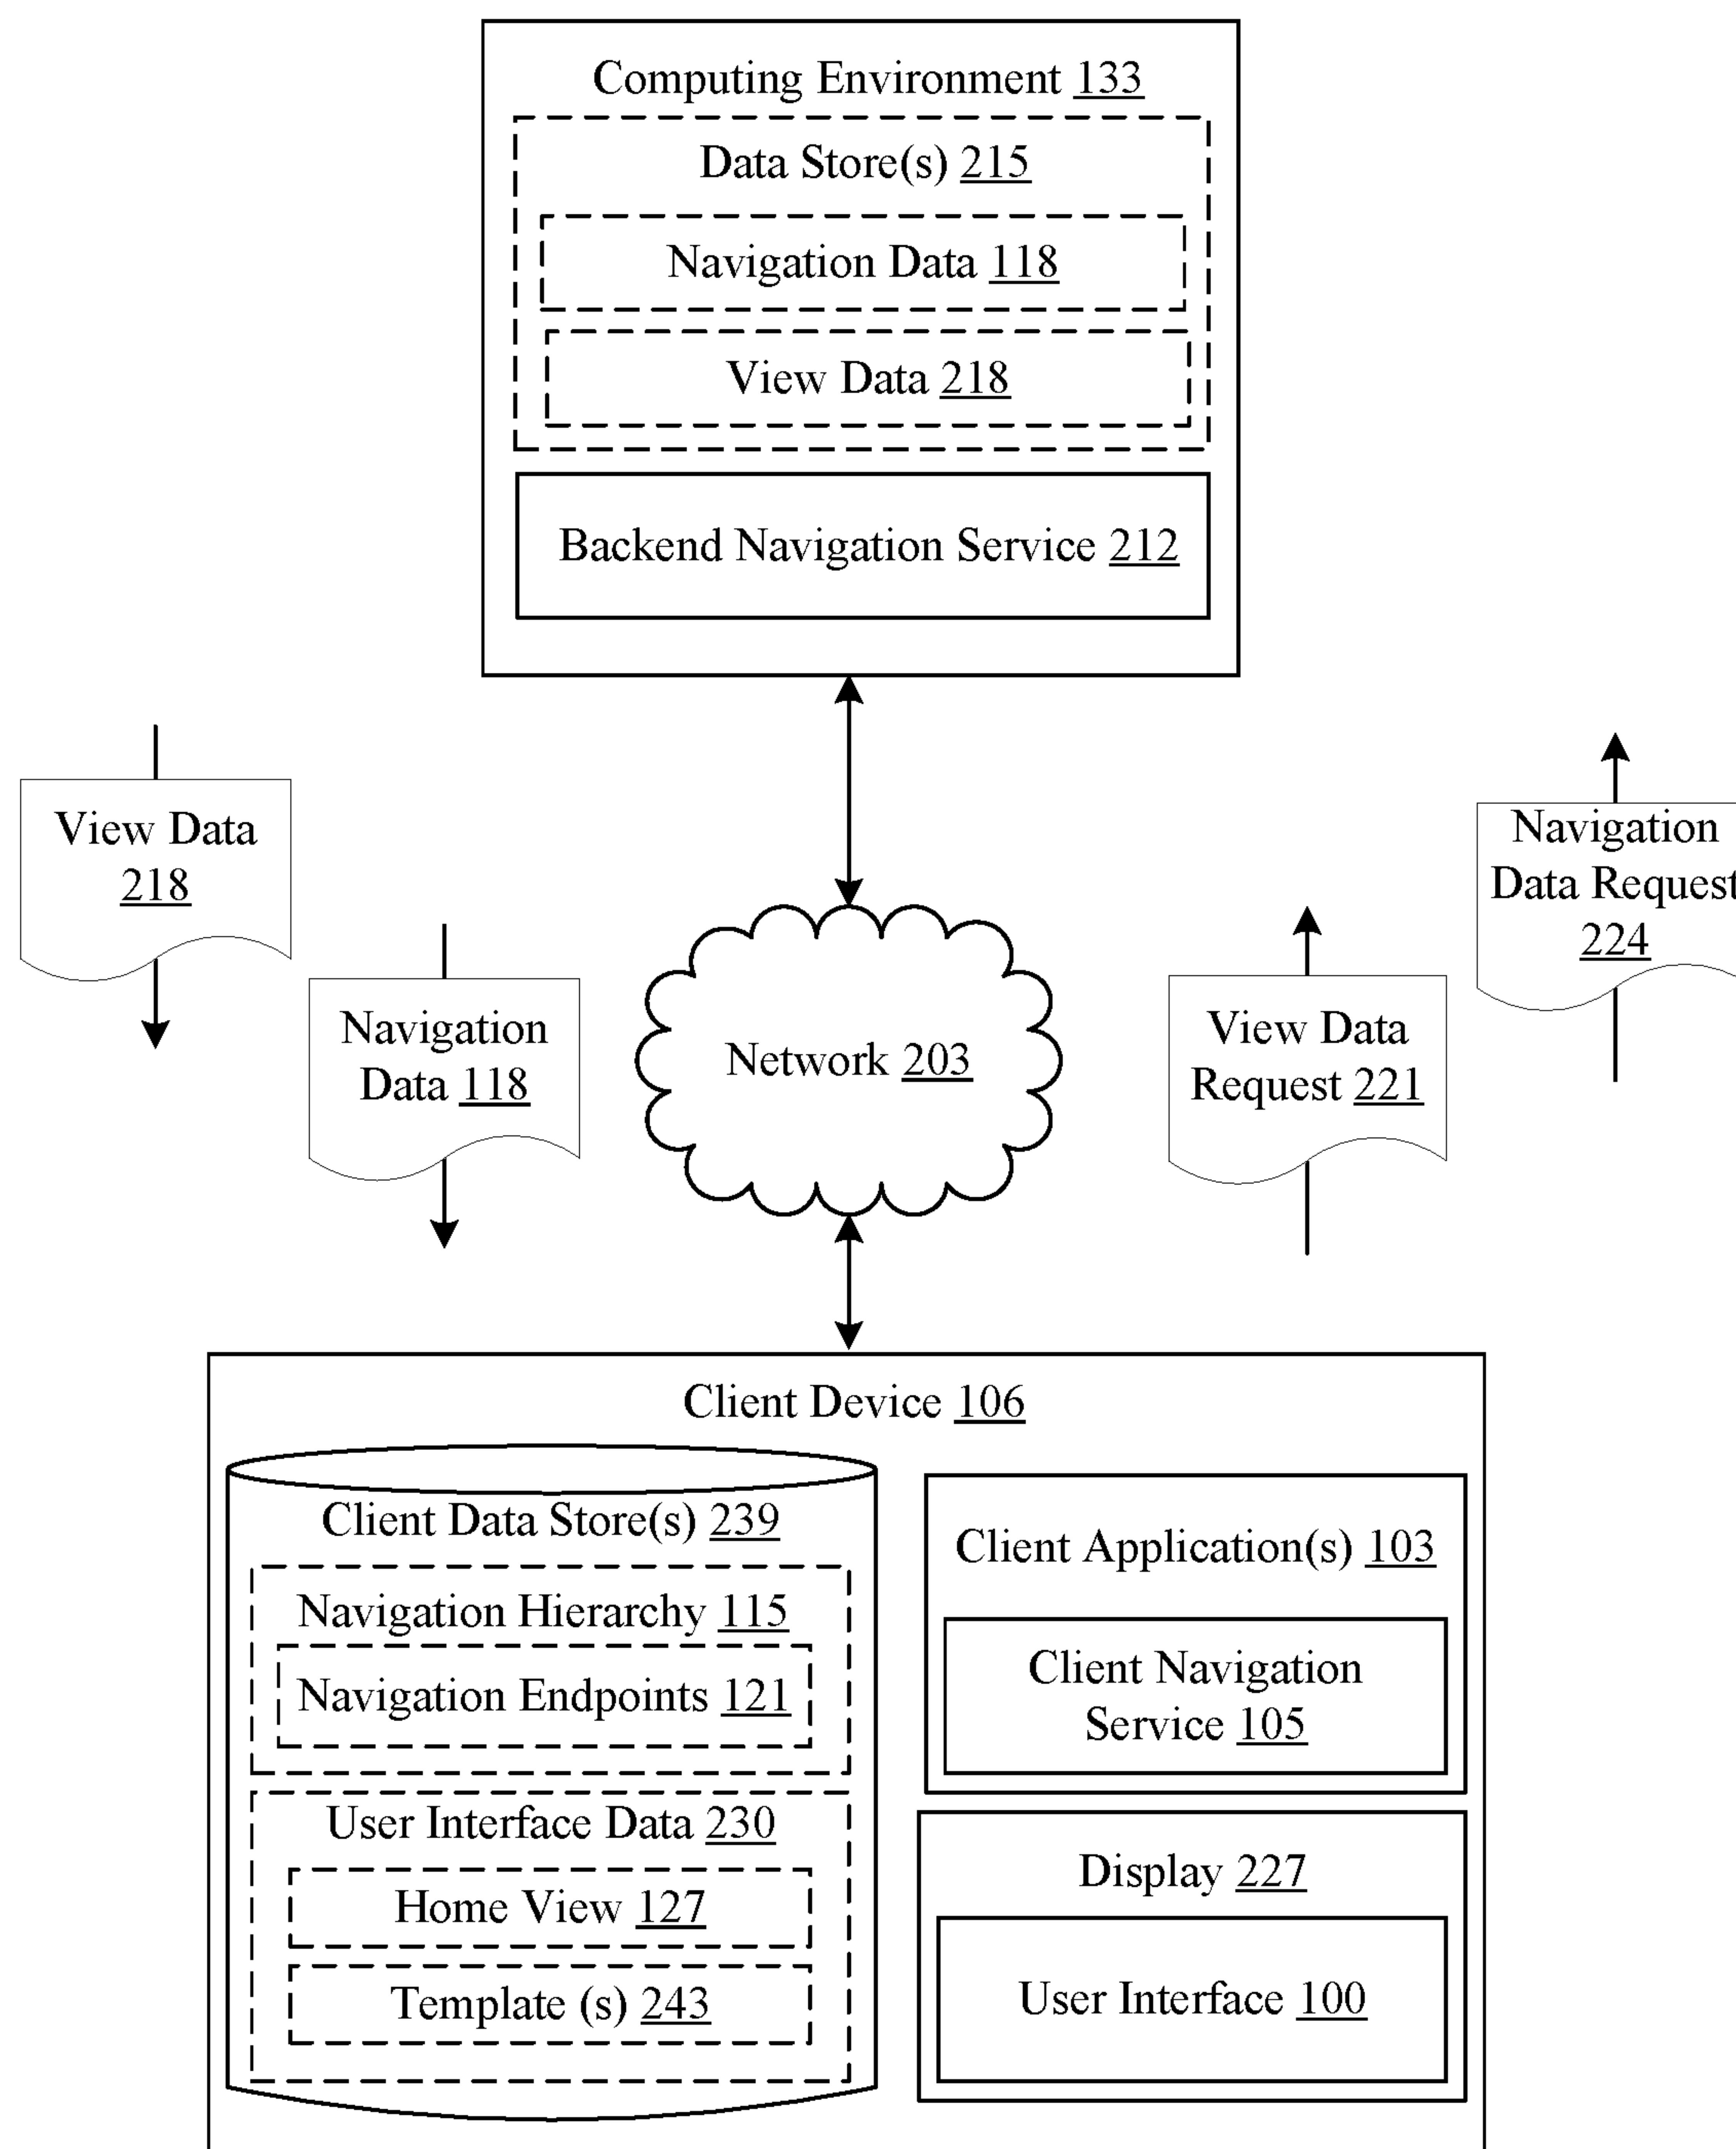 Computing Environment 133
Data Store(s) 215
Navigation Data 118
View Data 218
Backend Navigation Service 212
View Data
218
Navigation
Data 118
Network 203
View Data
Request 221
Navigation
Data Request
224
Client Device 106
Client Data Store(s) 239
Navigation Hierarchy 115
Navigation Endpoints 121
User Interface Data 230
Home View 127
Template (s) 243
Client Application(s) 103
Client Navigation
Service 105
Display 227
User Interface 100